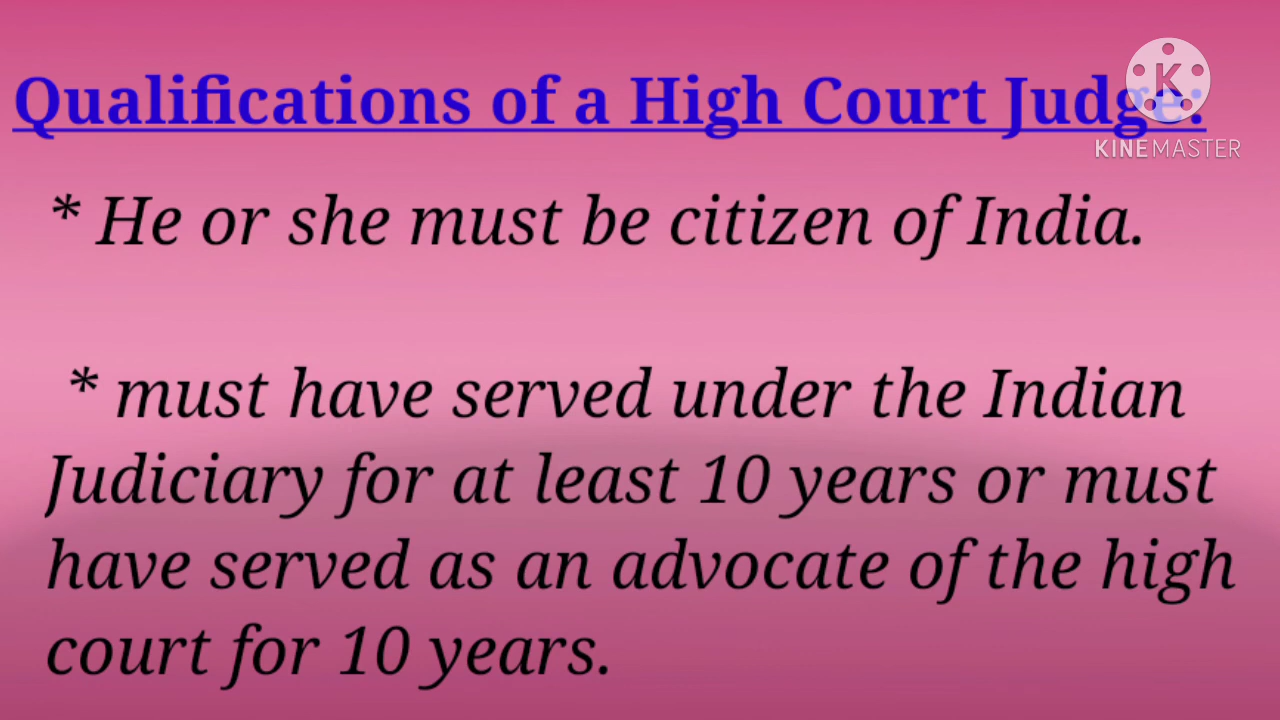 Qualifications of a High Court Judge:
K
KINEMASTER
* He or she must be citizen of India.
* must have served under the Indian
Judiciary for at least 10 years or must
have served as an advocate of the high
court for 10 years.